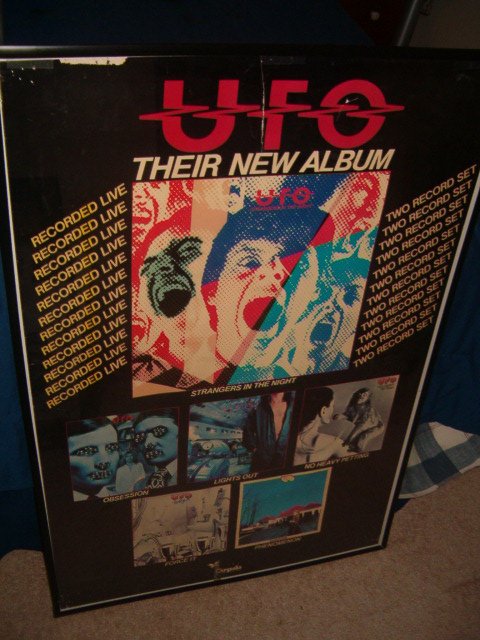 UFO
THEIR NEW ALBUM
RECORDED LIVE
RECORDED LIVE
RECORDED LIVE
RECORDED LIVE
RECORDED LIVE
RECORDED LIVE
RECORDED LIVE
RECORDED LIVE
RECORDED LIVE
RECORDED LIVE
RECORDED LIVE
RECORDED LIVE
UFO
TWO RECORD SET
TWO RECORD SET
TWO RECORD SET
TWO RECORD SET
TWO RECORD SET
TWO RECORD SET
TWO RECORD SET
TWO RECORD SET
TWO RECORD SET
TWO RECORD SET
TWO RECORD SET
TWO RECORD SET
STRANGERS IN THE NIGHT
UFO
OBSESSION
LIGHTS OUT
NO HEAVY PETTING
UFO
FORCE IT
PHENOMENON
Chrysalis